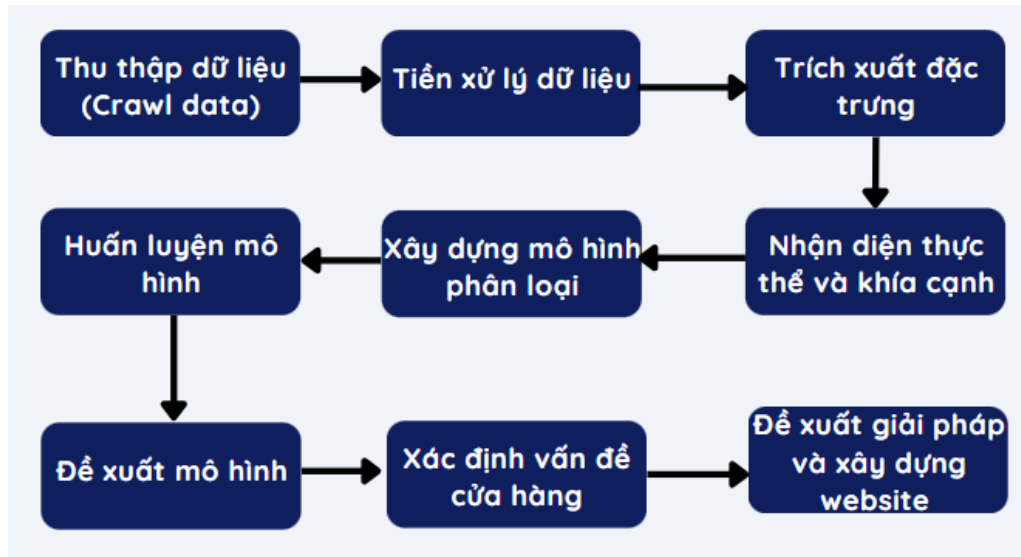 Thu thập dữ liệu
(Crawl data)
Tiền xử lý dữ liệu
Trích xuất đặc
trưng
Nhận diện thực
thể và khía cạnh
Xây dựng mô hình
phân loại
Huấn luyện mô
hình
Đề xuất mô hình
Xác định vấn đề
cửa hàng
Đề xuất giải pháp
và xây dựng
website